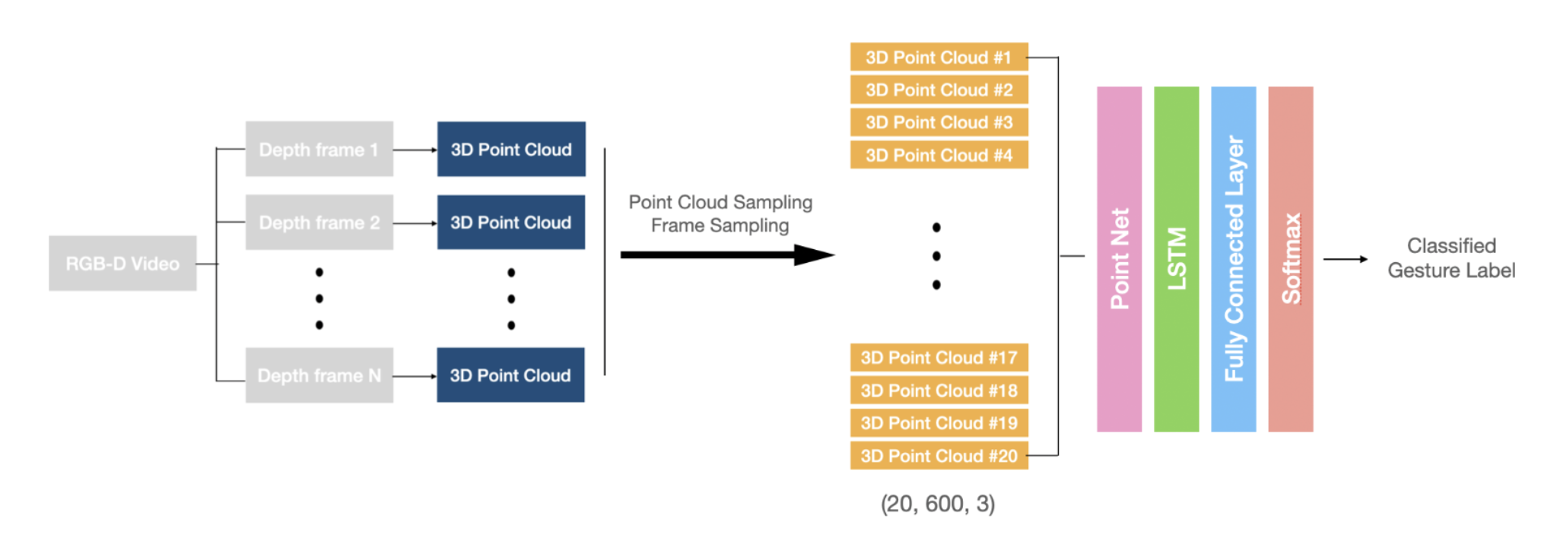 RGB-D Video
Depth frame 1
Depth frame 2
Depth frame N
3D Point Cloud
3D Point Cloud
3D Point Cloud
Point Cloud Sampling
Frame Sampling
3D Point Cloud #1
3D Point Cloud #2
3D Point Cloud #3
3D Point Cloud #4
3D Point Cloud #17
3D Point Cloud #18
3D Point Cloud #19
3D Point Cloud #20
(20, 600, 3)
Point Net
LSTM
Fully Connected Layer
Softmax
Classified
Gesture Label